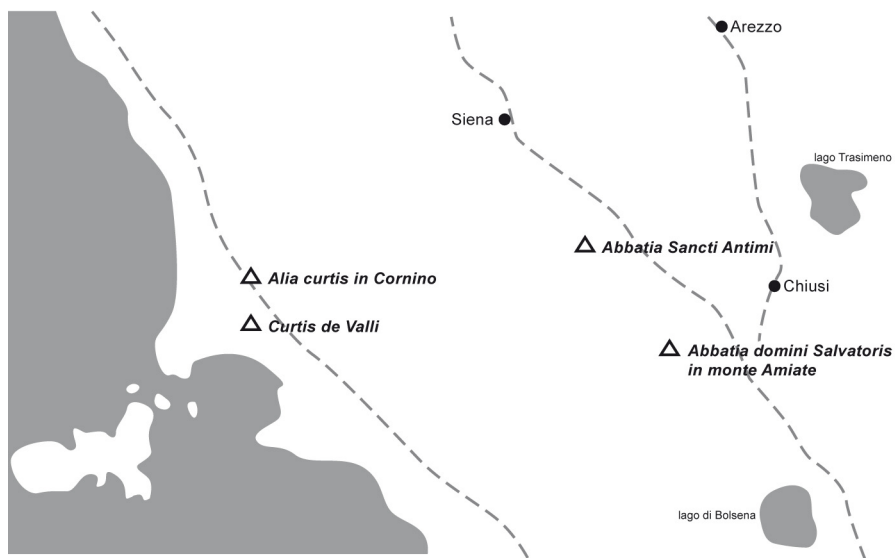 Arezzo
Siena
lago Trasimeno
Abbatia Sancti Antimi
Alia curtis in Cornino
Chiusi
Curtis de Valli
Abbatia domini Salvatoris
in monte Amiate
lago di Bolsena